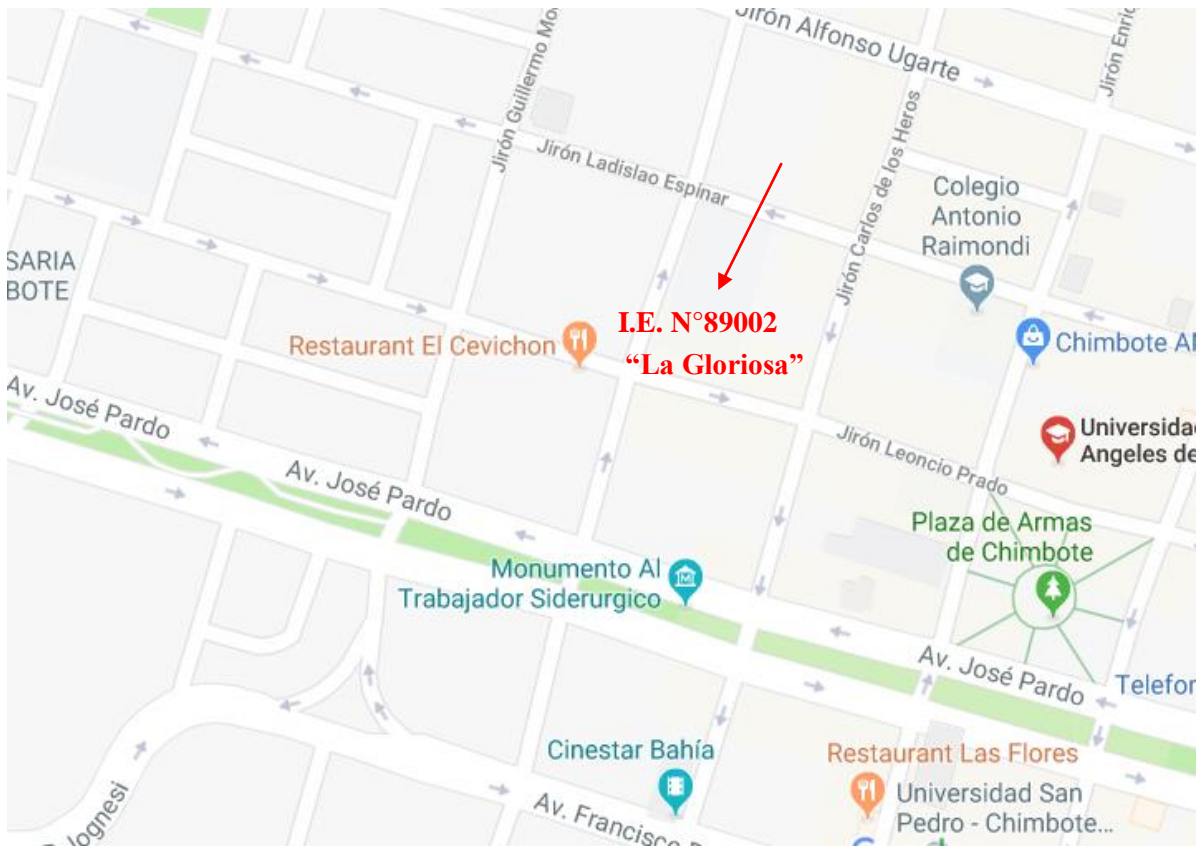 Jirón Alfonso Ugarte
Jirón Guillermo Mo
Jirón Enric
Jirón Ladislao Espinar
Jirón Carlos de los Heros
Colegio
Antonio
Raimondi
SARIA
BOTE
I.E. N°89002
“La Gloriosa”
Restaurant El Cevichon
Chimbote Al
Av. José Pardo
Universidad
Angeles de
Jirón Leoncio Prado
Av. José Pardo
Plaza de Armas
de Chimbote
Monumento Al
Trabajador Siderurgico
Av. José Pardo
Telefor
Cinestar Bahía
Restaurant Las Flores
Universidad San
Pedro - Chimbote...
Av. Francisco
olognesi